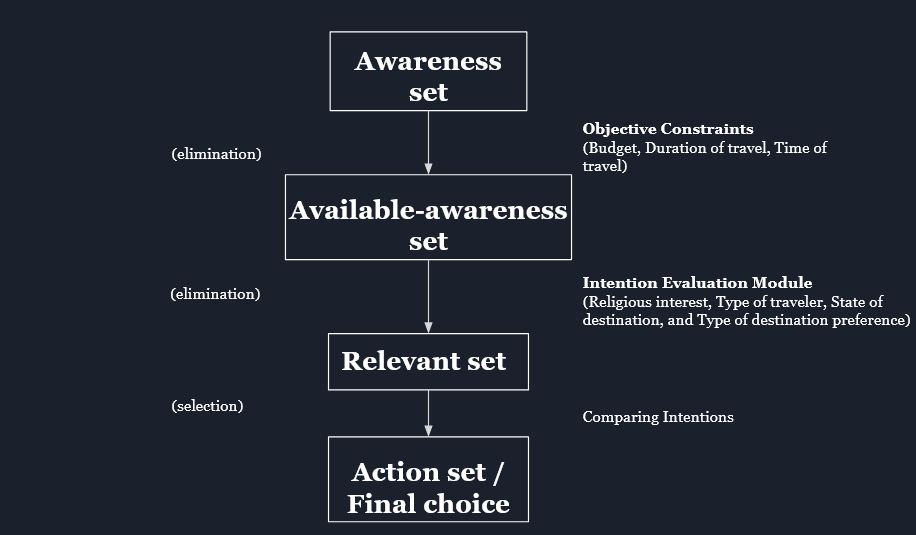 Awareness
set
(elimination)
Objective Constraints
(Budget, Duration of travel, Time of
travel)
Available-awareness
set
(elimination)
Intention Evaluation Module
(Religious interest, Type of traveler, State of
destination, and Type of destination preference)
Relevant set
(selection)
Comparing Intentions
Action set /
Final choice